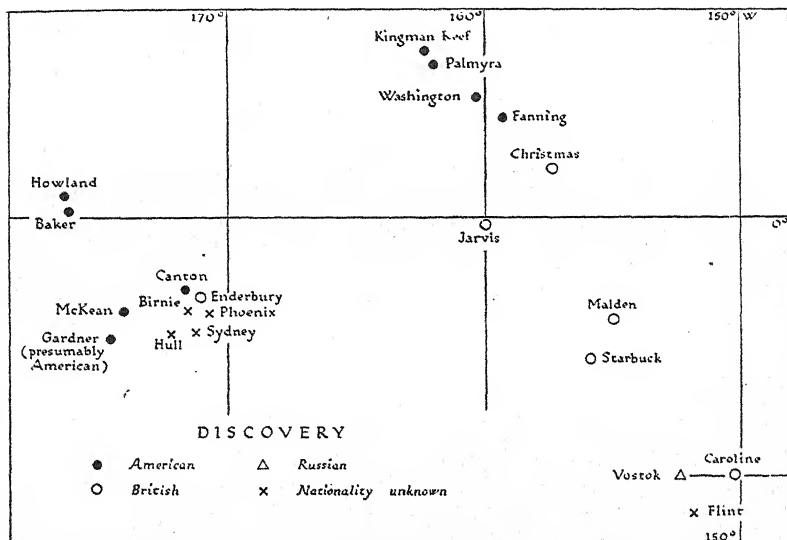 170°
160°
150° W
Kingman Reef
Palmyra
Washington
Fanning
Christmas
Howland
Baker
0°
Jarvis
Canton
Enderbury
Birnie
Phoenix
McKean
Malden
Gardner
(presumably
American)
Hull
Sydney
Starbuck
DISCOVERY
American
Russian
British
Nationality unknown
Caroline
Vostok
Flint
150°